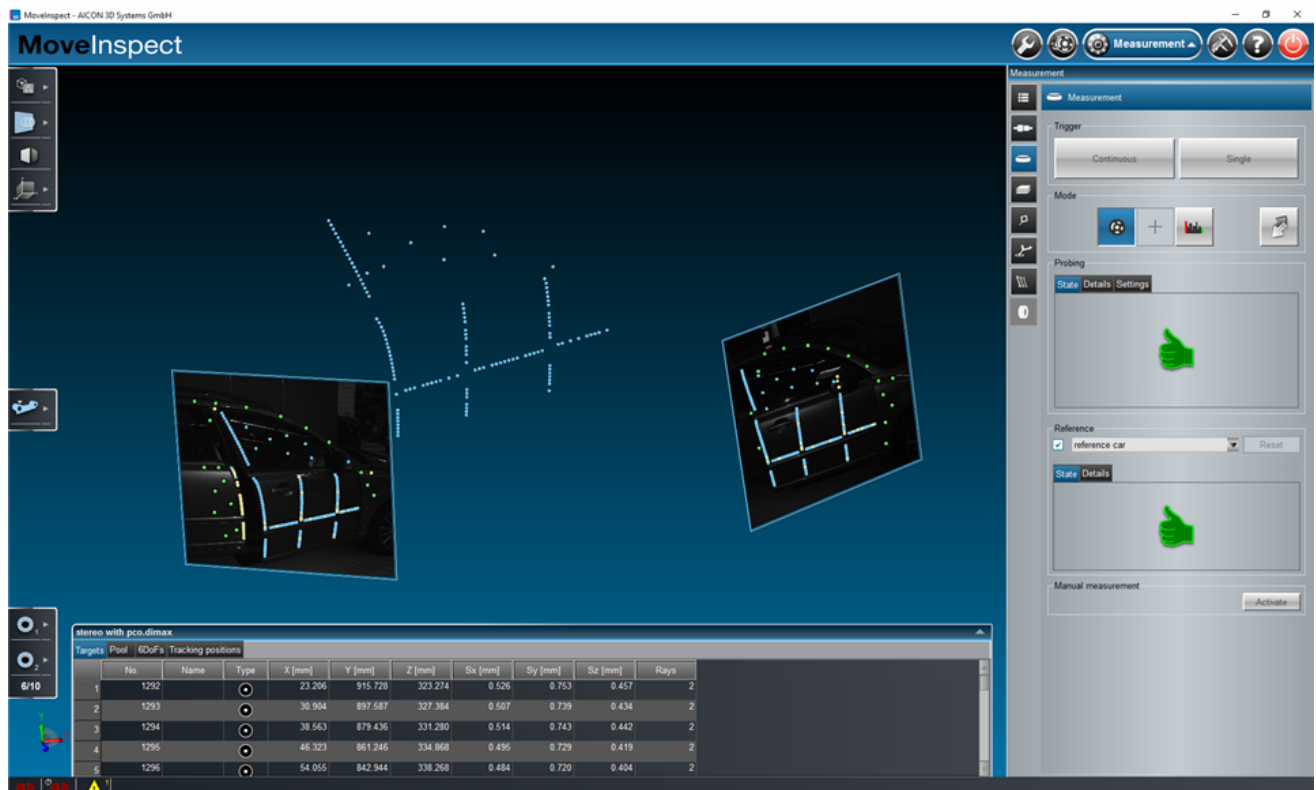 MoveInspect - AICON 3D Systems GmbH
MoveInspect
Measurement
Measurement
Measurement
Trigger
Continuous
Single
Mode
Probing
State Details Settings
Reference
reference car
Reset
State Details
Manual measurement
Activate
1
2
6/10
Y
stereo with pco.dimax
Targets Pool 6DoFs Tracking positions
No. Name Type X [mm] Y [mm] Z [mm] Sx [mm] Sy [mm] Sz [mm] Rays
1 1292 23.206 915.728 323.274 0.526 0.753 0.457 2
2 1293 30.904 897.587 327.384 0.507 0.739 0.434 2
3 1294 38.563 879.436 331.280 0.514 0.743 0.442 2
4 1295 46.323 861.246 334.868 0.495 0.729 0.419 2
5 1296 54.055 842.944 338.268 0.484 0.720 0.404 2